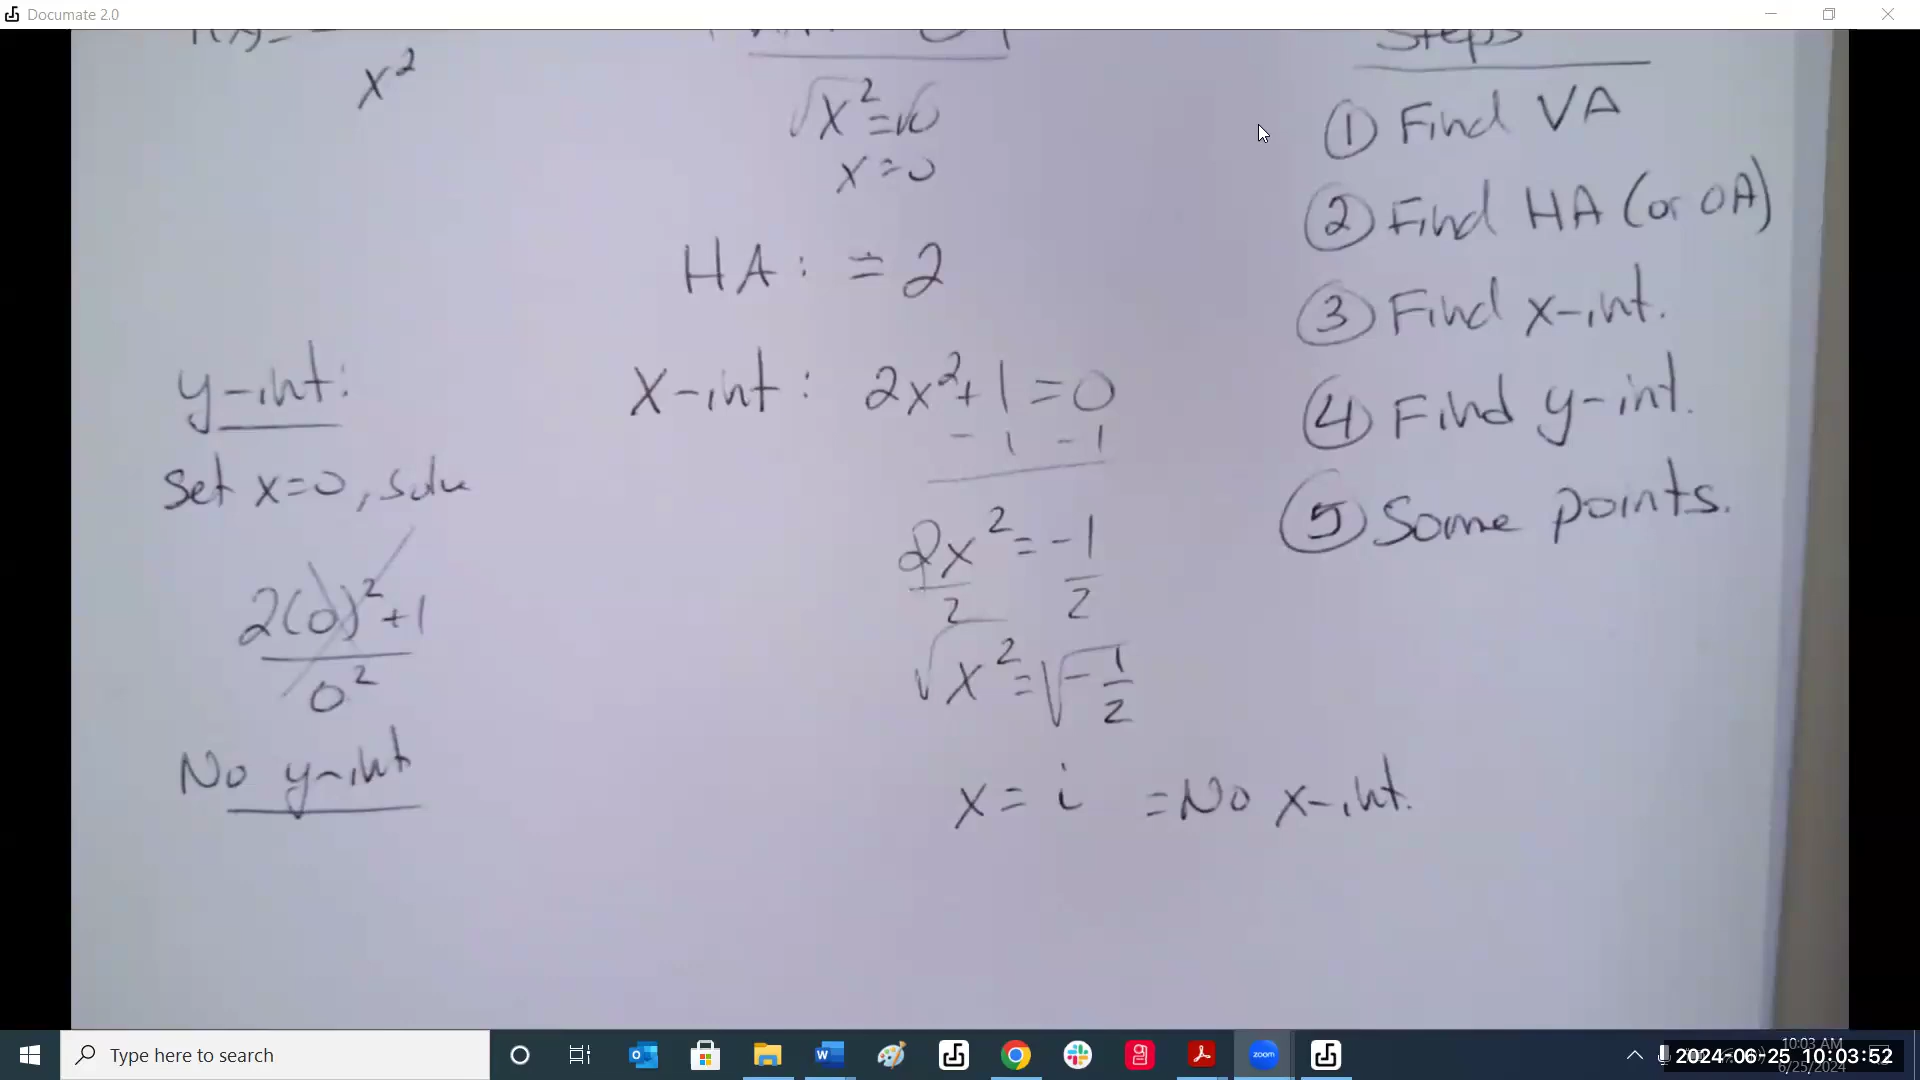 Documate 2.0
x²
√x² = √0
x = 0
HA : = 2
y-int:
Set x=0, solve
2(0)²+1
0²
No y-int
X-int : 2x²+1 = 0
- 1 - 1
2x² = -1
2 2
√x² = √-1/2
x = i = No x-int.
Steps
① Find VA
② Find HA (or OA)
③ Find x-int.
④ Find y-int.
⑤ Some points.
Type here to search
zoom
10:03 AM
6/25/2024
2024-06-25 10:03:52